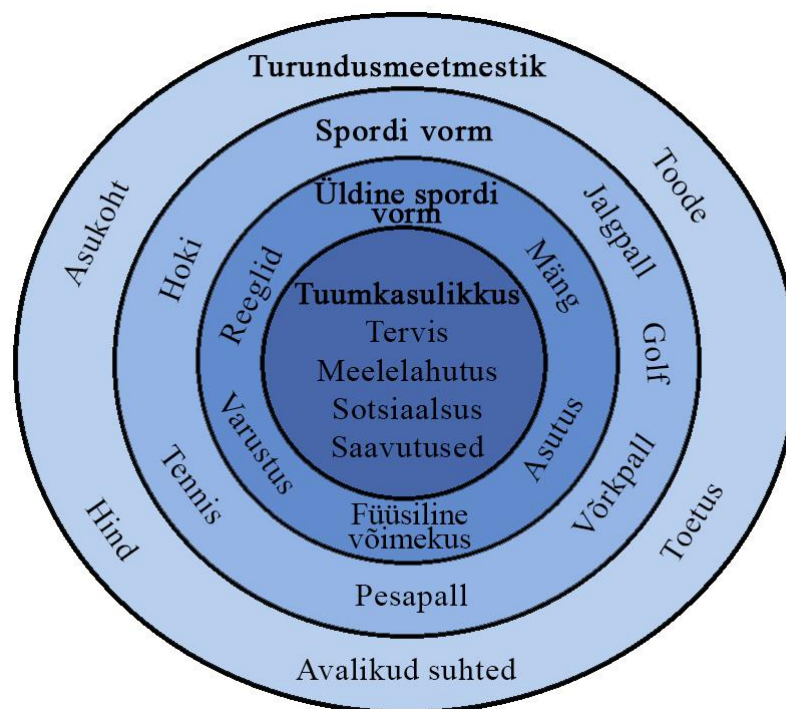 Turundusmeetmestik
Toode
Toetus
Avalikud suhted
Hind
Asukoht
Spordi vorm
Jalgpall
Golf
Võrkpall
Pesapall
Tennis
Hoki
Üldine spordi
vorm
Mäng
Asutus
Füüsiline
võimekus
Varustus
Reeglid
Tuumkasulikkus
Tervis
Meelelahutus
Sotsiaalsus
Saavutused